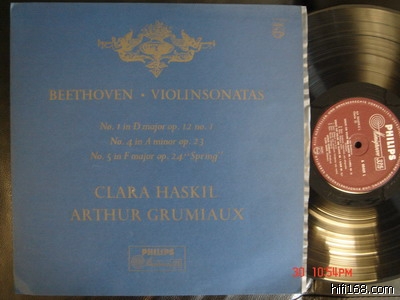 BEETHOVEN · VIOLINSONATAS
No. 1 in D major op. 12 no. 1
No. 4 in A minor op. 23
No. 5 in F major op. 24: "Spring"
CLARA HASKIL
ARTHUR GRUMIAUX
PHILIPS
PHILIPS
30 10:54PM
hifi168.com